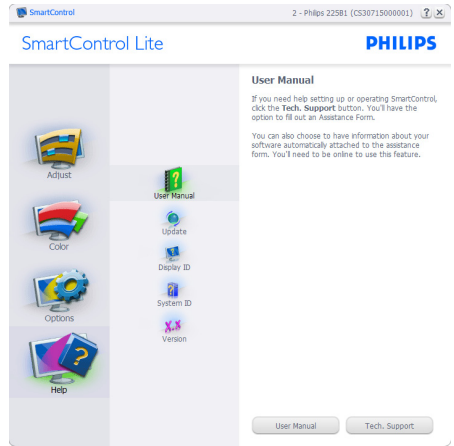 SmartControl
2 - Philips 225B1 (CS30715000001)
? X
SmartControl Lite
PHILIPS
Adjust
Color
Options
Help
User Manual
Update
Display ID
System ID
X.X
Version
User Manual
If you need help setting up or operating SmartControl,
click the Tech. Support button. You'll have the
option to fill out an Assistance Form.
You can also choose to have information about your
software automatically attached to the assistance
form. You'll need to be online to use this feature.
User Manual
Tech. Support